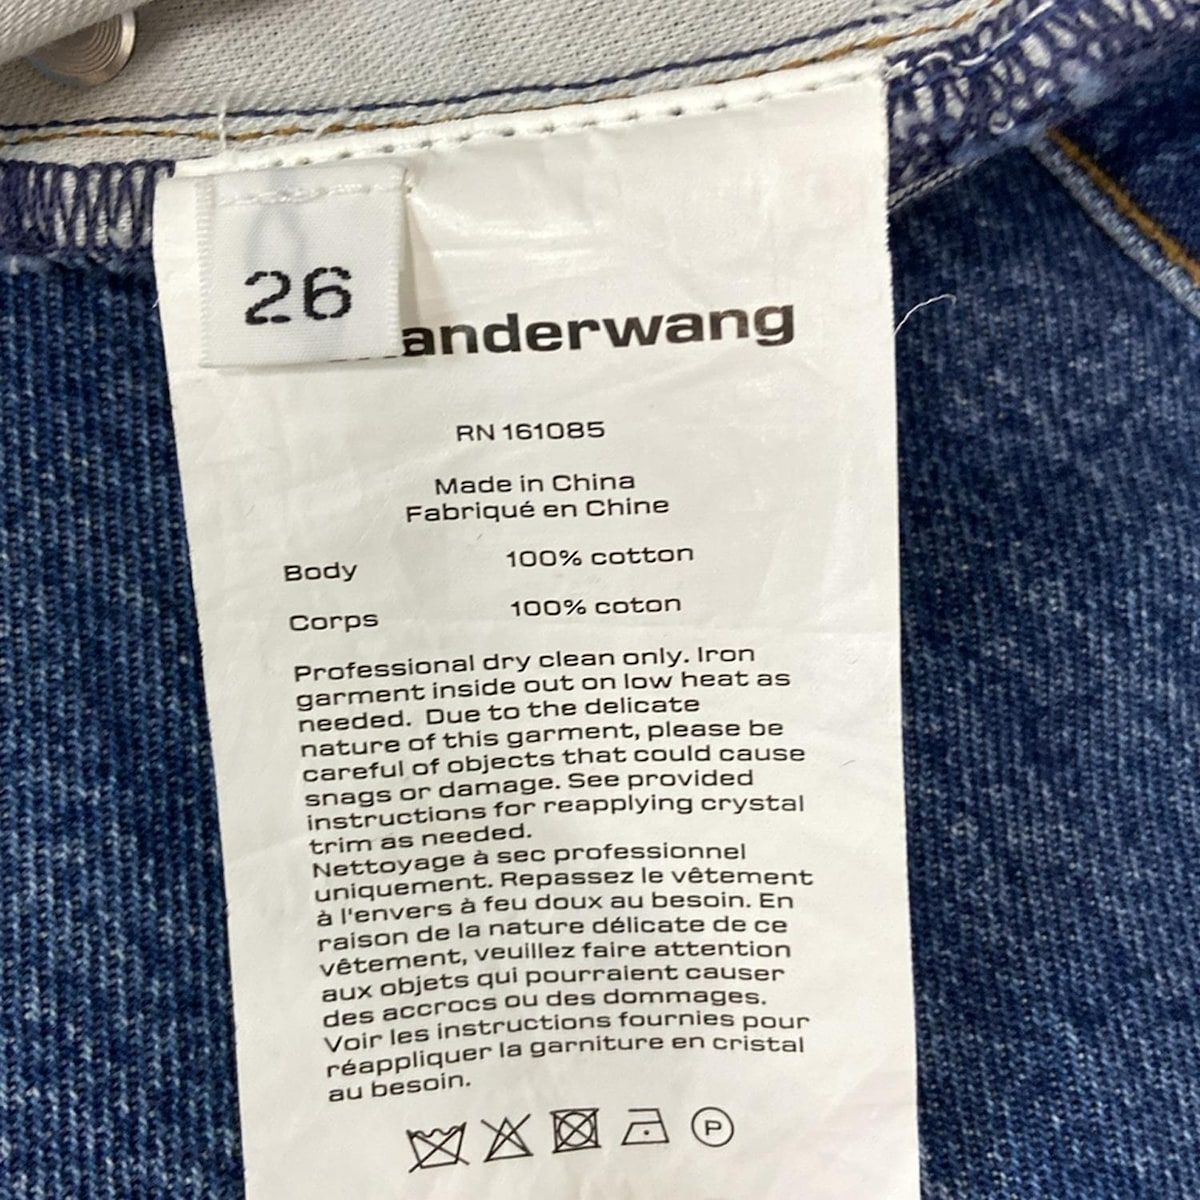 26
anderwang
RN 161085
Made in China
Fabriqué en Chine
Body 100% cotton
Corps 100% coton
Professional dry clean only. Iron
garment inside out on low heat as
needed. Due to the delicate
nature of this garment, please be
careful of objects that could cause
snags or damage. See provided
instructions for reapplying crystal
trim as needed.
Nettoyage à sec professionnel
uniquement. Repassez le vêtement
à l'envers à feu doux au besoin. En
raison de la nature délicate de ce
vêtement, veuillez faire attention
aux objets qui pourraient causer
des accrocs ou des dommages.
Voir les instructions fournies pour
réappliquer la garniture en cristal
au besoin.
P